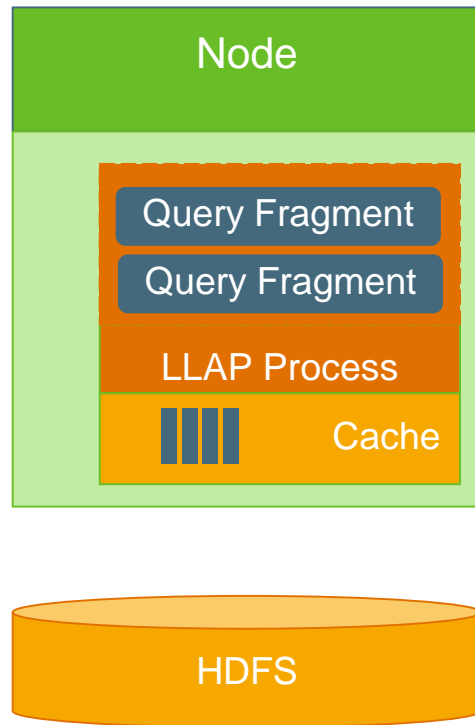 Node
Query Fragment
Query Fragment
LLAP Process
Cache
HDFS